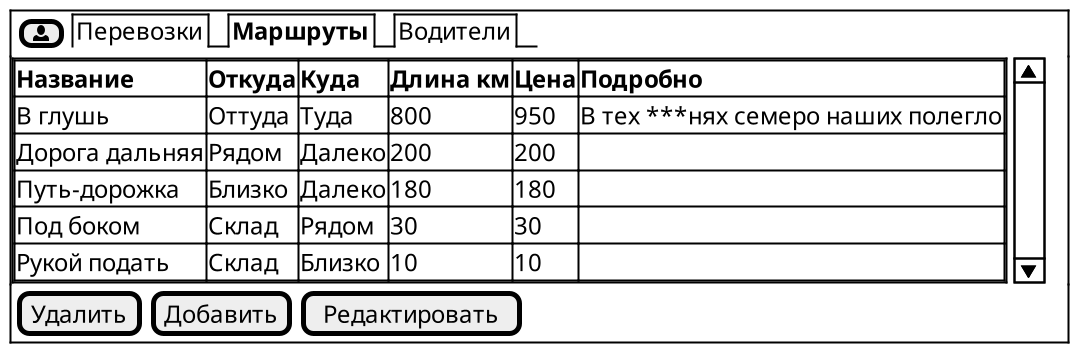 Перевозки Маршруты Водители
Название Откуда Куда Длина км Цена Подробно
В глушь Оттуда Туда 800 950 В тех ***нях семеро наших полегло
Дорога дальняя Рядом Далеко 200 200
Путь-дорожка Близко Далеко 180 180
Под боком Склад Рядом 30 30
Рукой подать Склад Близко 10 10
Удалить Добавить Редактировать